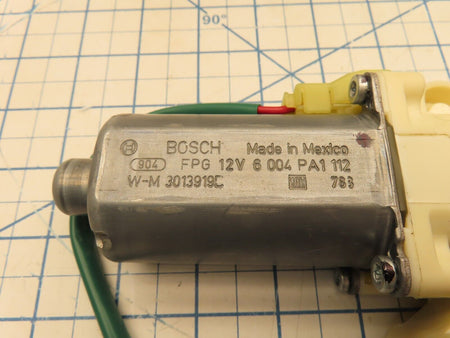 90°
BOSCH Made in Mexico
904 FPG 12V 6 004 PA1 112
W-M 3013919C 783